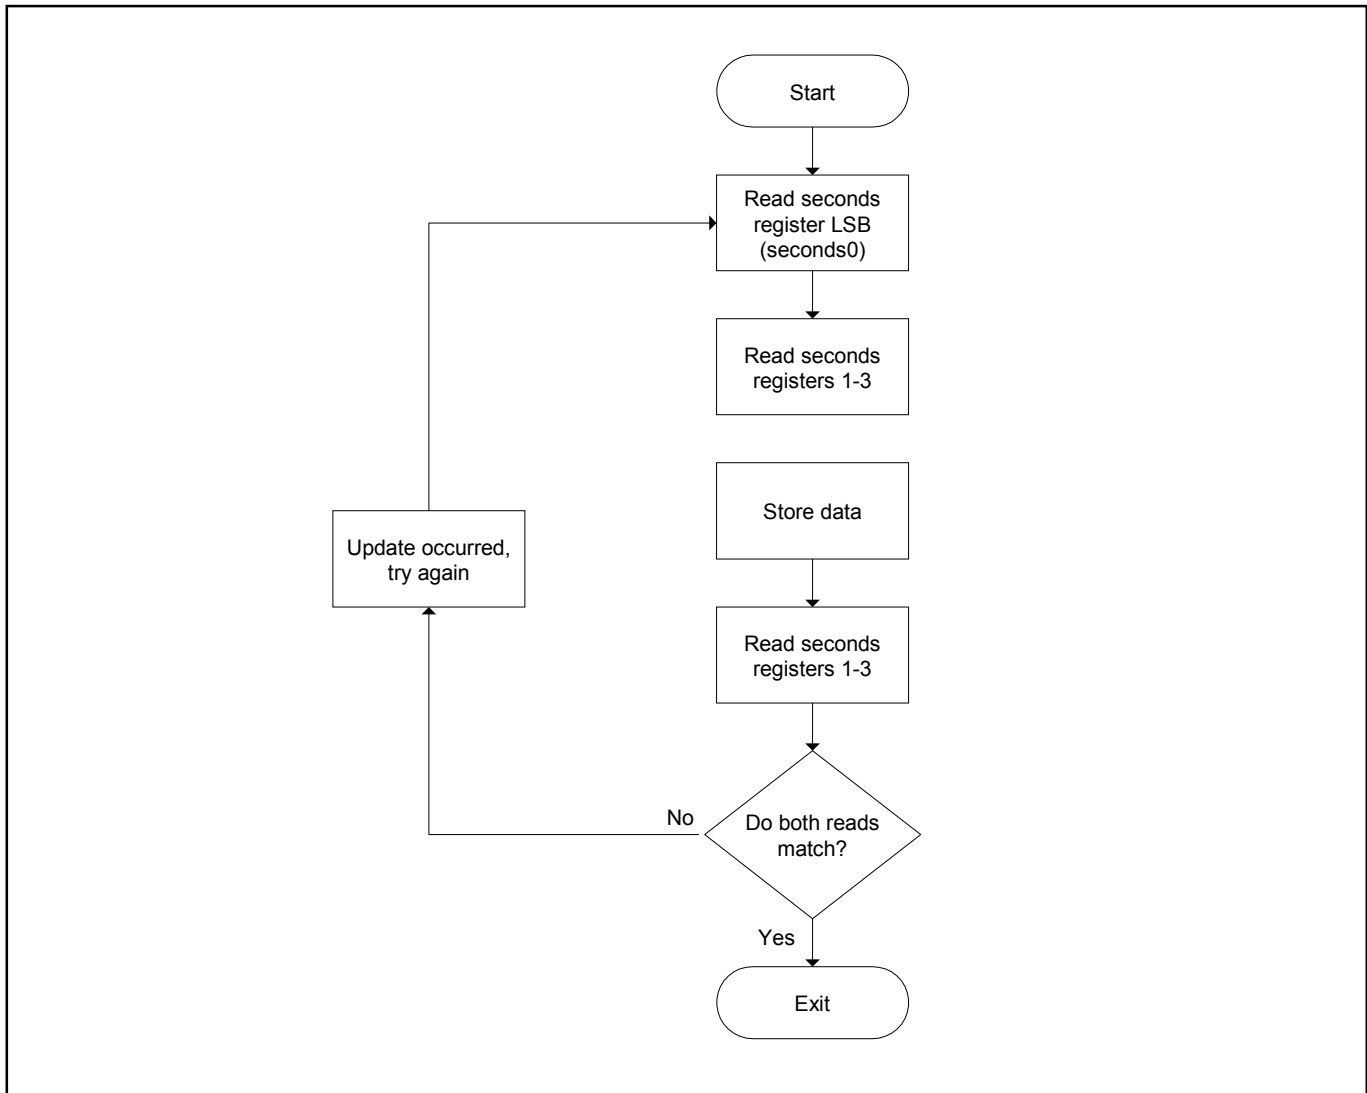 Start
Read seconds
register LSB
(seconds0)
Read seconds
registers 1-3
Store data
Update occurred,
try again
Read seconds
registers 1-3
No
Do both reads
match?
Yes
Exit